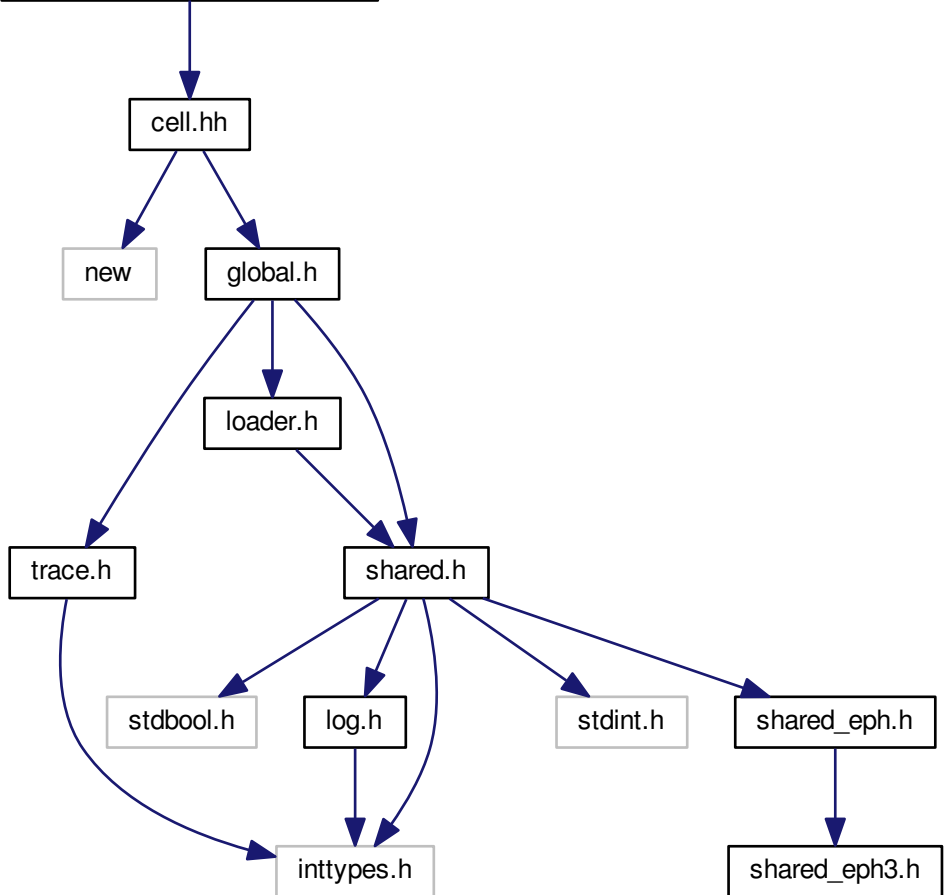 cell.hh
new
global.h
loader.h
trace.h
shared.h
stdbool.h
log.h
stdint.h
shared_eph.h
inttypes.h
shared_eph3.h